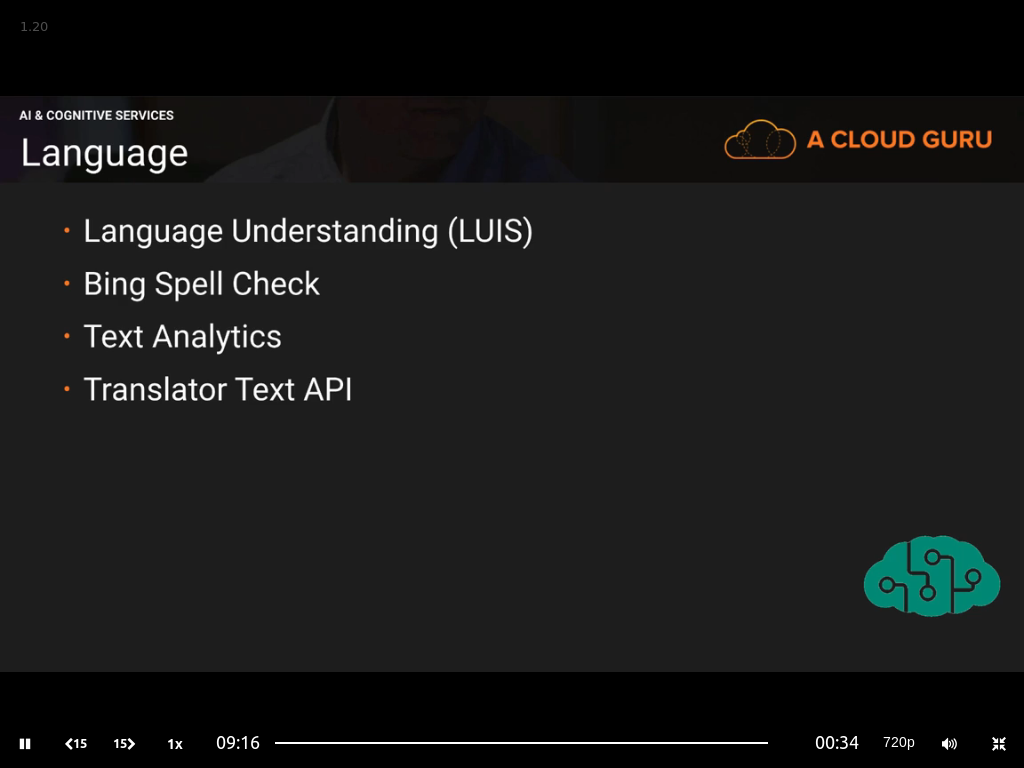 1.20
AI & COGNITIVE SERVICES
Language
A CLOUD GURU
Language Understanding (LUIS)
Bing Spell Check
Text Analytics
Translator Text API
15 15 1x 09:16 00:34 720p